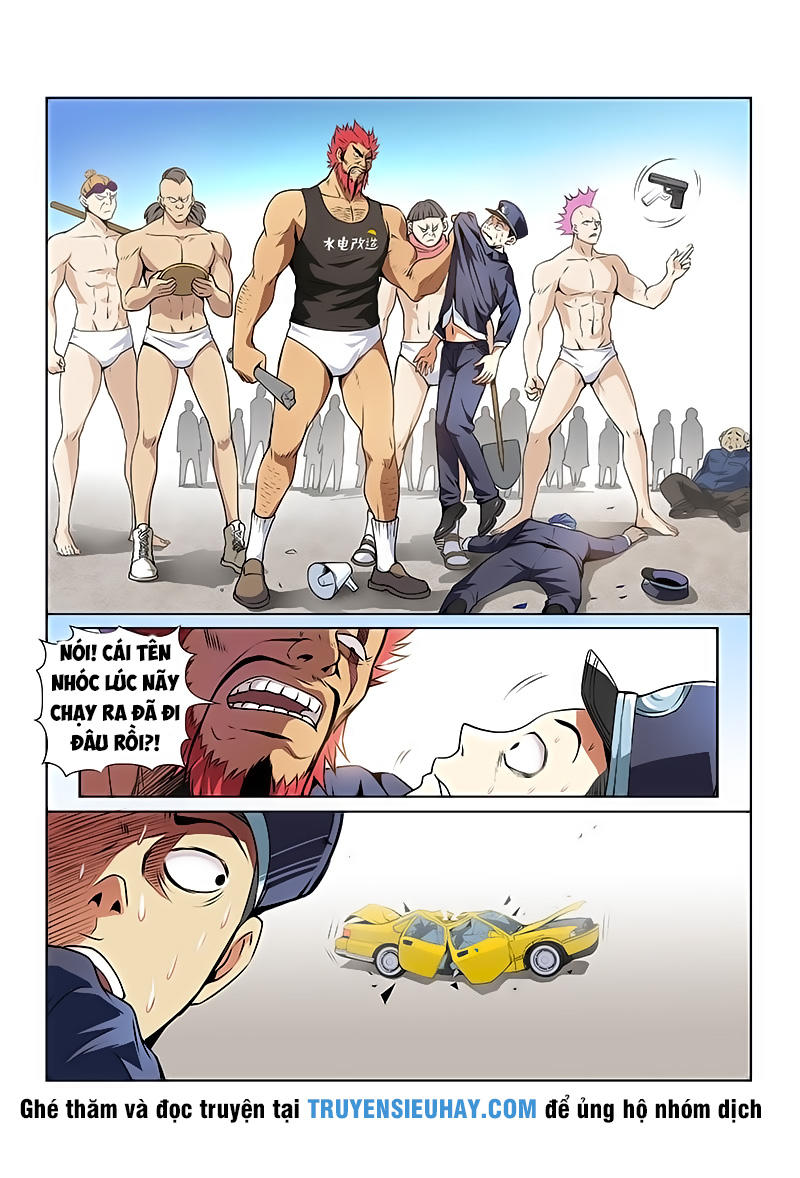 水电改造
NÓI! CÁI TÊN
NHÓC LÚC NÃY
CHẠY RA ĐÃ ĐI
ĐÂU RỒI?!
Ghé thăm và đọc truyện tại TRUYENSIEUHAY.COM để ủng hộ nhóm dịch